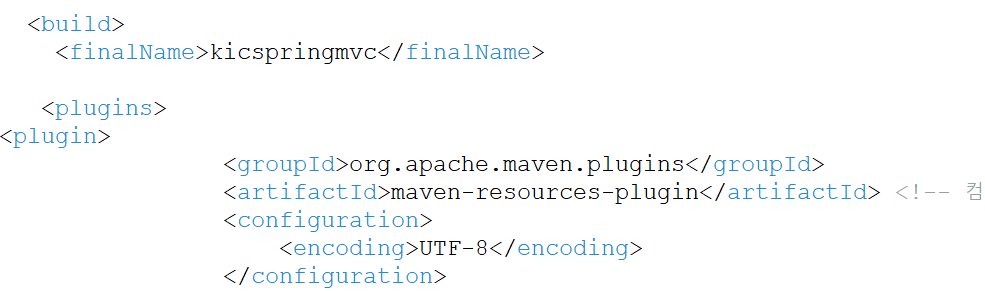 <build>
<finalName>kicspringmvc</finalName>
<plugins>
<plugin>
<groupId>org.apache.maven.plugins</groupId>
<artifactId>maven-resources-plugin</artifactId> <!-- 컴
<configuration>
<encoding>UTF-8</encoding>
</configuration>